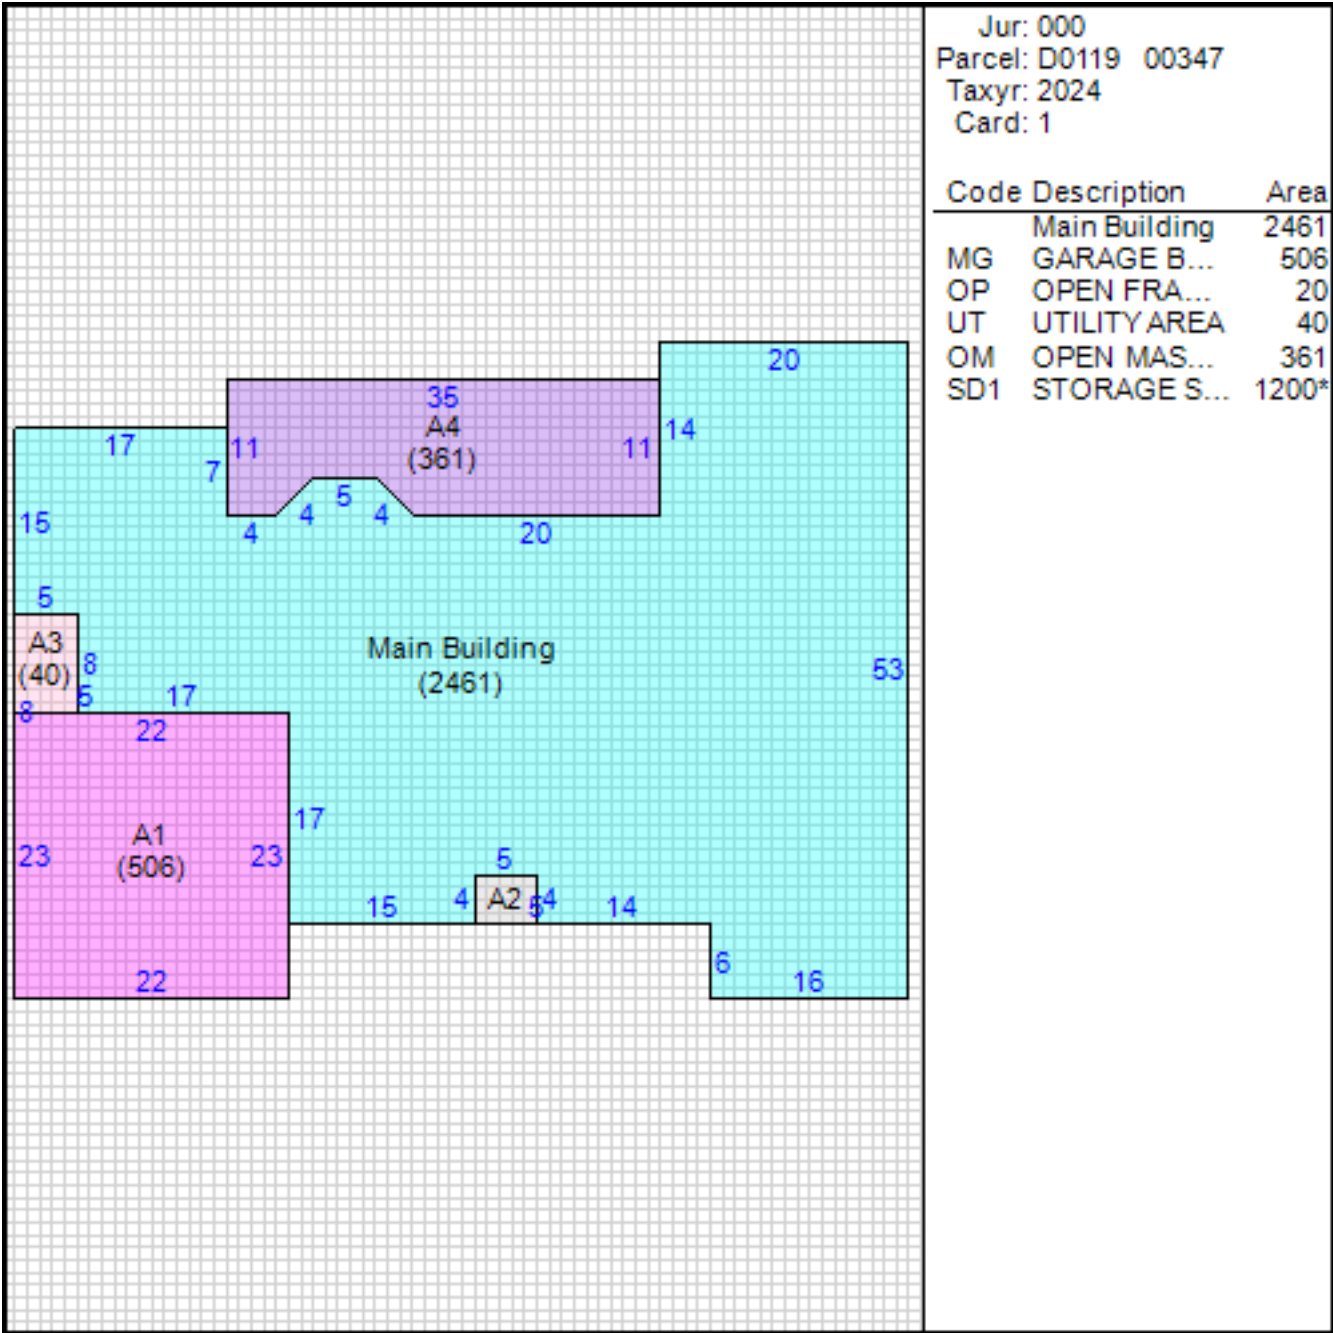 Jur: 000
Parcel: D0119 00347
Taxyr: 2024
Card: 1
Code Description Area
Main Building 2461
MG GARAGE B... 506
OP OPEN FRA... 20
UT UTILITY AREA 40
OM OPEN MAS... 361
SD1 STORAGE S... 1200*
20
35
A4
(361)
17
11
11
14
7
5
4
4
4
20
15
5
A3
(40)
8
Main Building
(2461)
53
5
17
8
22
17
A1
(506)
23
23
5
4
A2
5
4
15
14
6
22
16